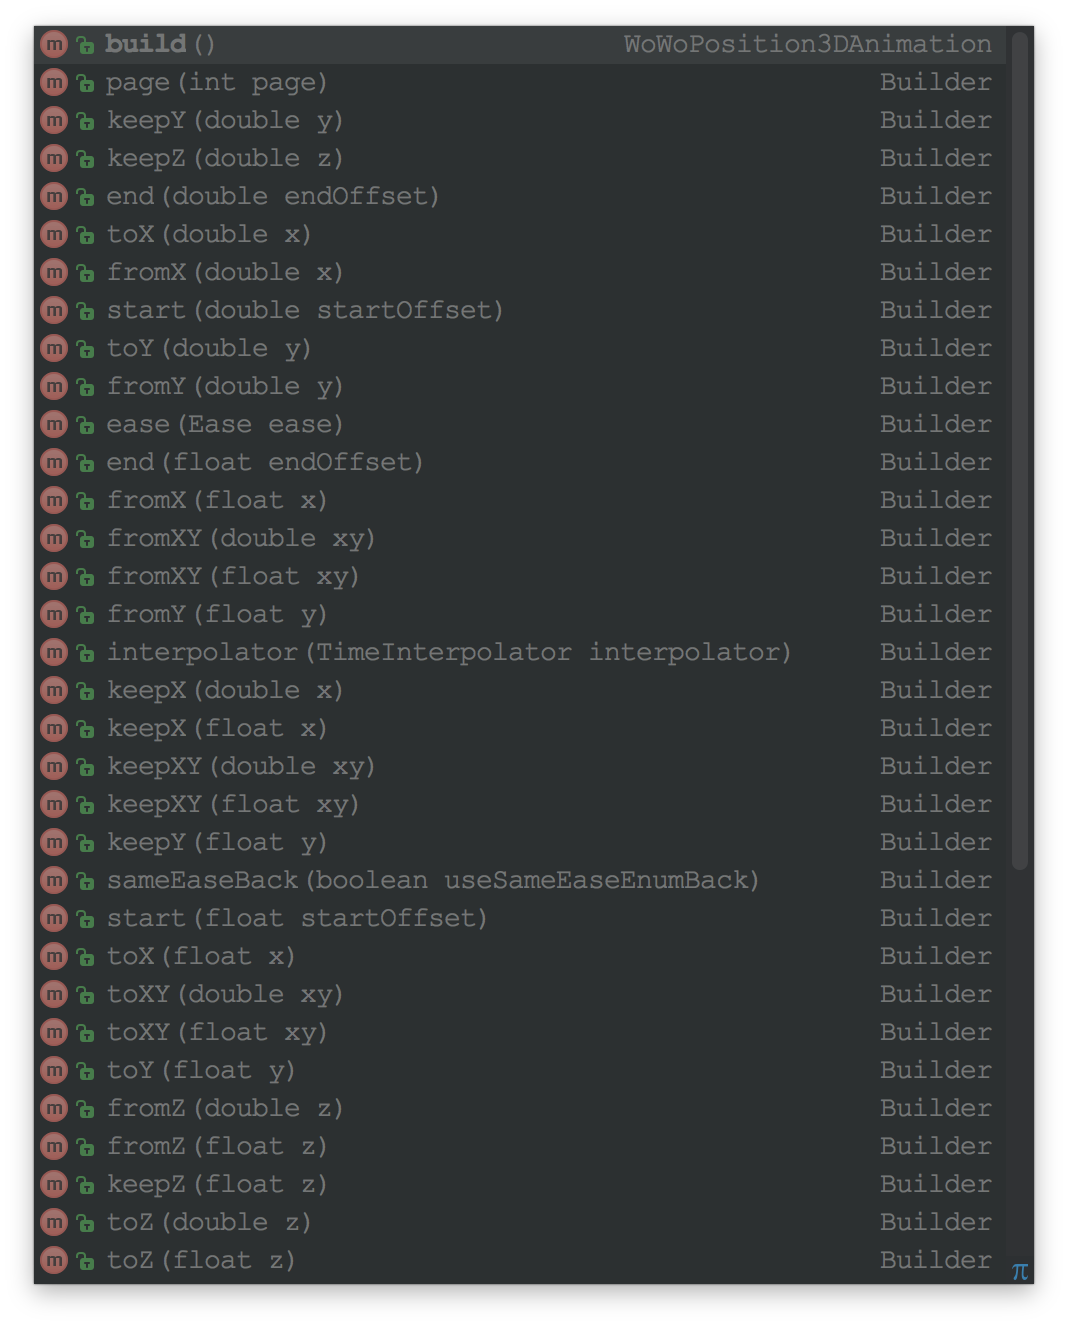 m build() WoWoPosition3DAnimation
m page(int page) Builder
m keepY(double y) Builder
m keepZ(double z) Builder
m end(double endOffset) Builder
m toX(double x) Builder
m fromX(double x) Builder
m start(double startOffset) Builder
m toY(double y) Builder
m fromY(double y) Builder
m ease(Ease ease) Builder
m end(float endOffset) Builder
m fromX(float x) Builder
m fromXY(double xy) Builder
m fromXY(float xy) Builder
m fromY(float y) Builder
m interpolator(TimeInterpolator interpolator) Builder
m keepX(double x) Builder
m keepX(float x) Builder
m keepXY(double xy) Builder
m keepXY(float xy) Builder
m keepY(float y) Builder
m sameEaseBack(boolean useSameEaseEnumBack) Builder
m start(float startOffset) Builder
m toX(float x) Builder
m toXY(double xy) Builder
m toXY(float xy) Builder
m toY(float y) Builder
m fromZ(double z) Builder
m fromZ(float z) Builder
m keepZ(float z) Builder
m toZ(double z) Builder
m toZ(float z) Builder
π